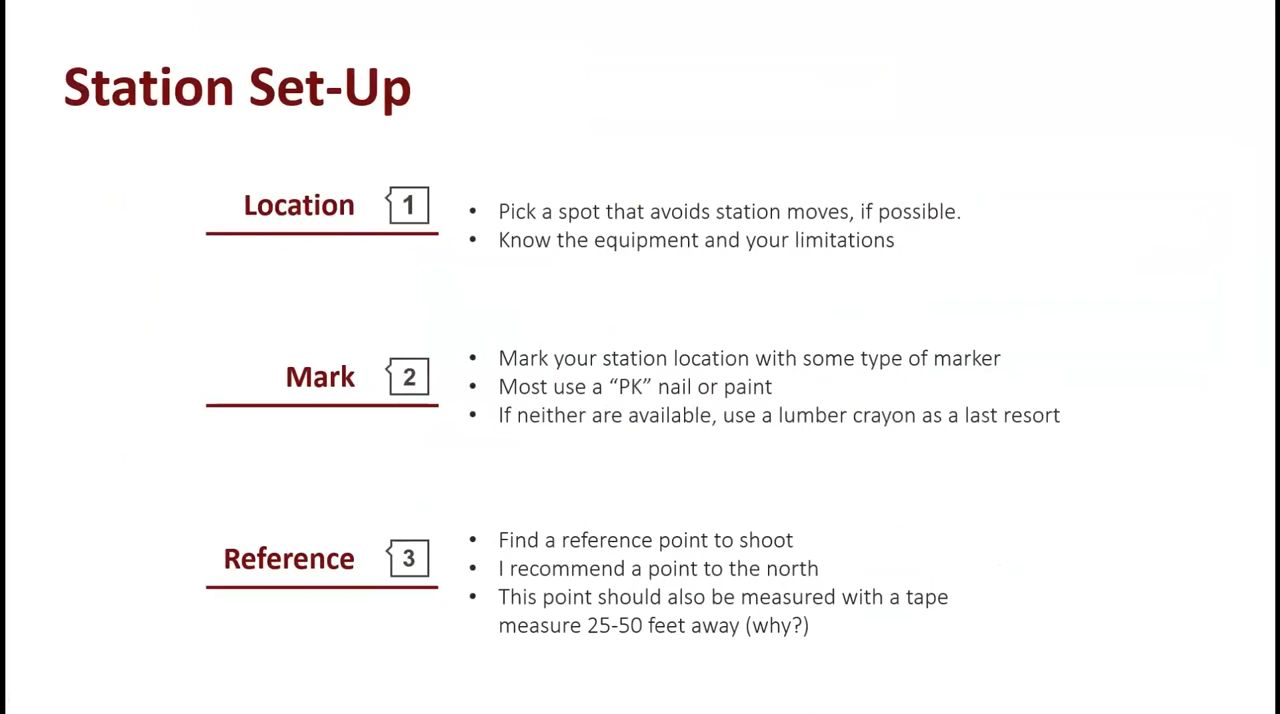 Station Set-Up
Location 1
• Pick a spot that avoids station moves, if possible.
• Know the equipment and your limitations
Mark 2
• Mark your station location with some type of marker
• Most use a “PK” nail or paint
• If neither are available, use a lumber crayon as a last resort
Reference 3
• Find a reference point to shoot
• I recommend a point to the north
• This point should also be measured with a tape
measure 25-50 feet away (why?)